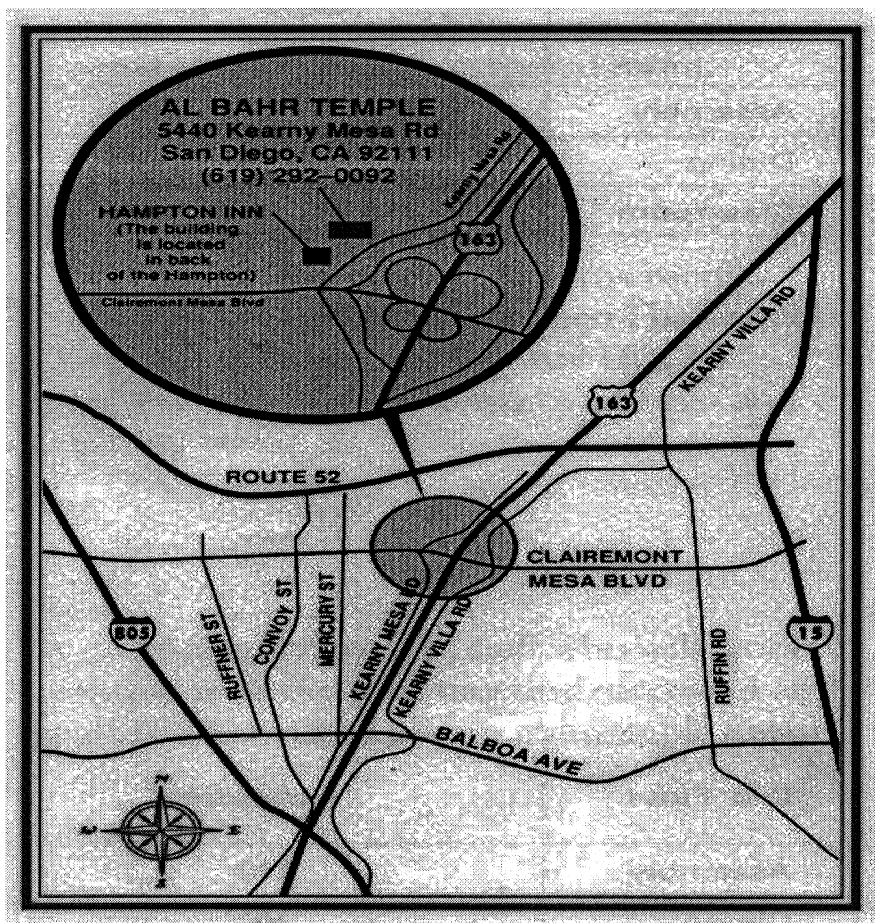 AL BAHR TEMPLE
5440 Kearny Mesa Rd
San Diego, CA 92111
(619) 292-0092
Kearny Mesa Rd
HAMPTON INN
(The building
is located
in back
of the Hampton)
163
Clairemont Mesa Blvd
KEARNY VILLA RD
163
ROUTE 52
CLAIREMONT
MESA BLVD
805
RUFFNER ST
CONVOY ST
MERCURY ST
KEARNY MESA RD
KEARNY VILLA RD
RUFFIN RD
15
BALBOA AVE
N
W
E
S